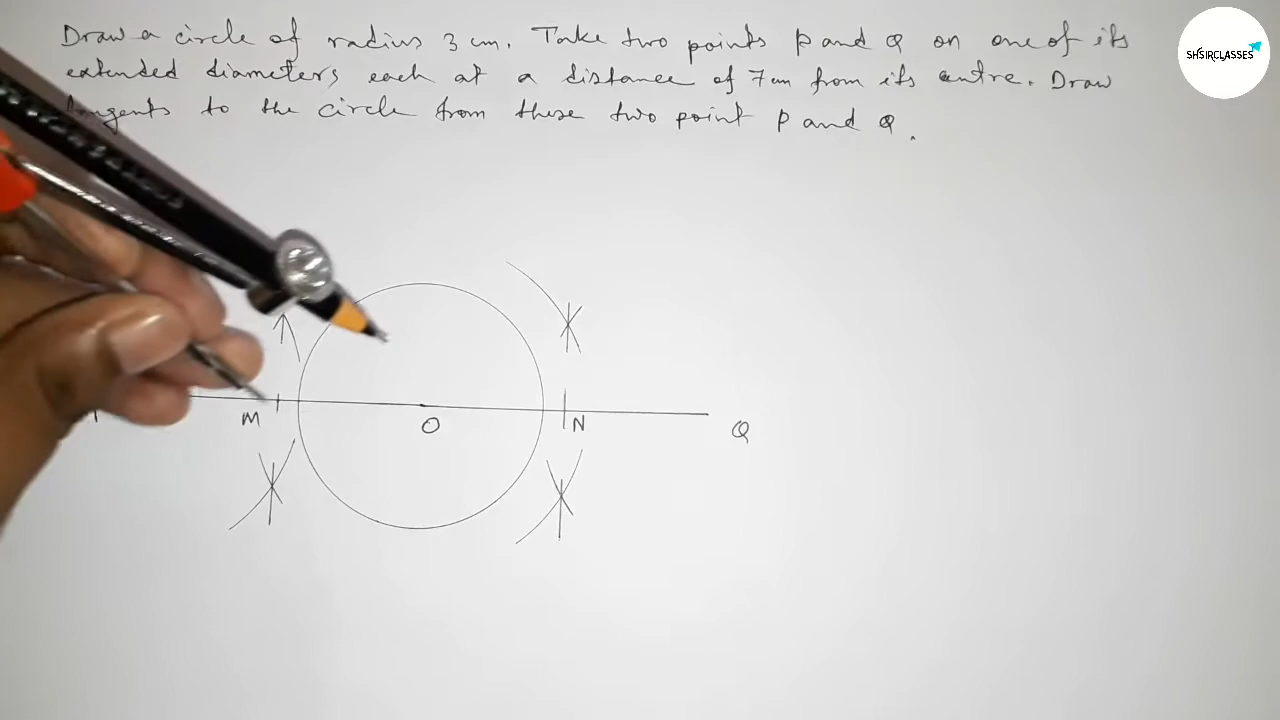 Draw a circle of radius 3 cm. Take two points P and Q on one of its
extended diameters each at a distance of 7cm from its centre. Draw
tangents to the circle from these two point P and Q.
SHSIRCLASSES
M O N Q